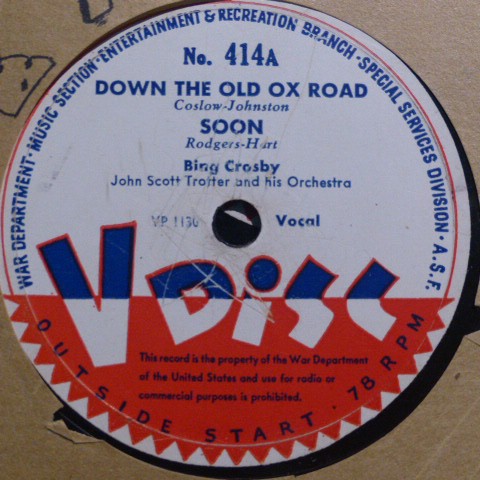 WAR DEPARTMENT · MUSIC SECTION · ENTERTAINMENT & RECREATION BRANCH · SPECIAL SERVICES DIVISION · A.S.F.
No. 414A
DOWN THE OLD OX ROAD
Coslow-Johnston
SOON
Rodgers-Hart
Bing Crosby
John Scott Trotter and his Orchestra
VP 1130 Vocal
V DiSC
This record is the property of the War Department
of the United States and use for radio or
commercial purposes is prohibited.
OUTSIDE START · 78 RPM